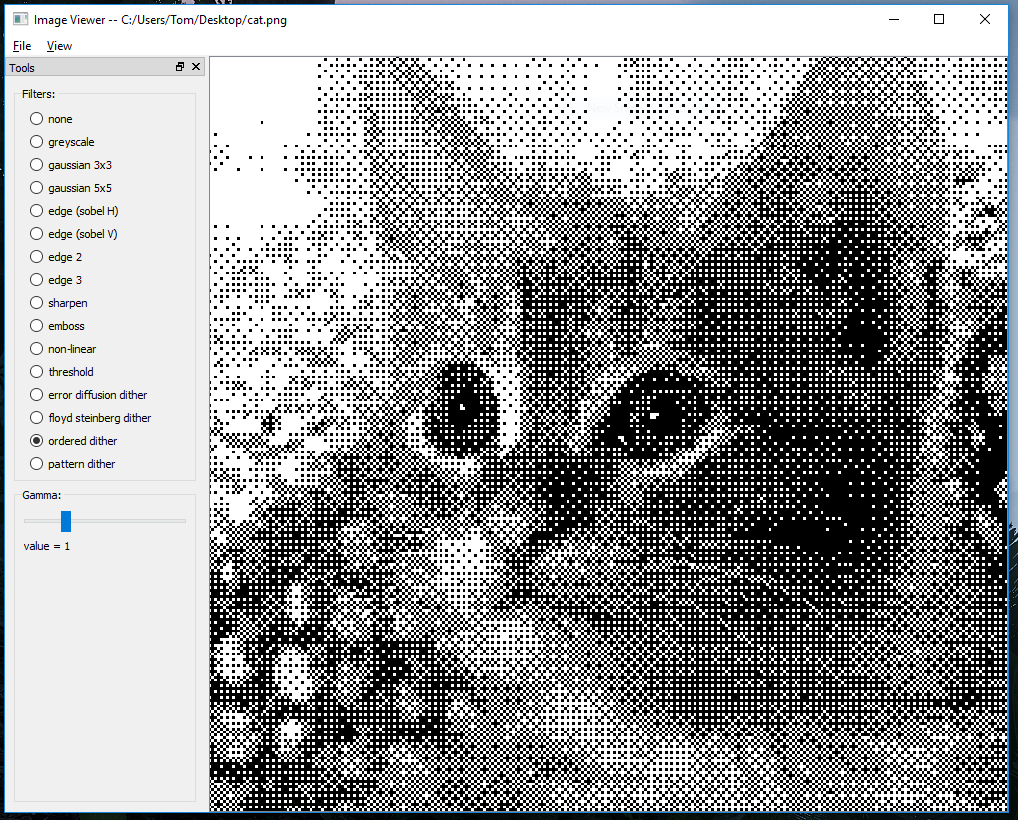 Image Viewer -- C:/Users/Tom/Desktop/cat.png
File View
Tools
Filters:
none
greyscale
gaussian 3x3
gaussian 5x5
edge (sobel H)
edge (sobel V)
edge 2
edge 3
sharpen
emboss
non-linear
threshold
error diffusion dither
floyd steinberg dither
ordered dither
pattern dither
Gamma:
value = 1